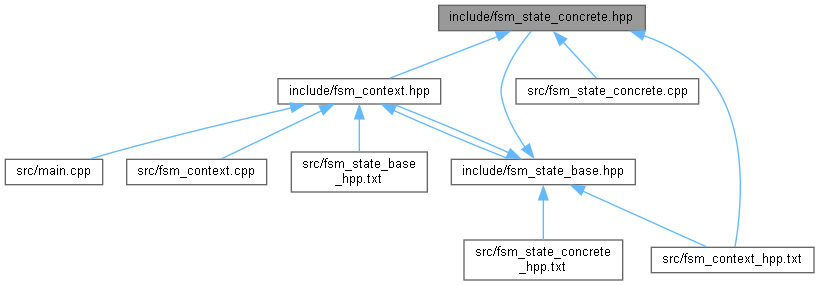 include/fsm_state_concrete.hpp
include/fsm_context.hpp
src/fsm_state_concrete.cpp
src/main.cpp
src/fsm_context.cpp
src/fsm_state_base
_hpp.txt
include/fsm_state_base.hpp
src/fsm_state_concrete
_hpp.txt
src/fsm_context_hpp.txt